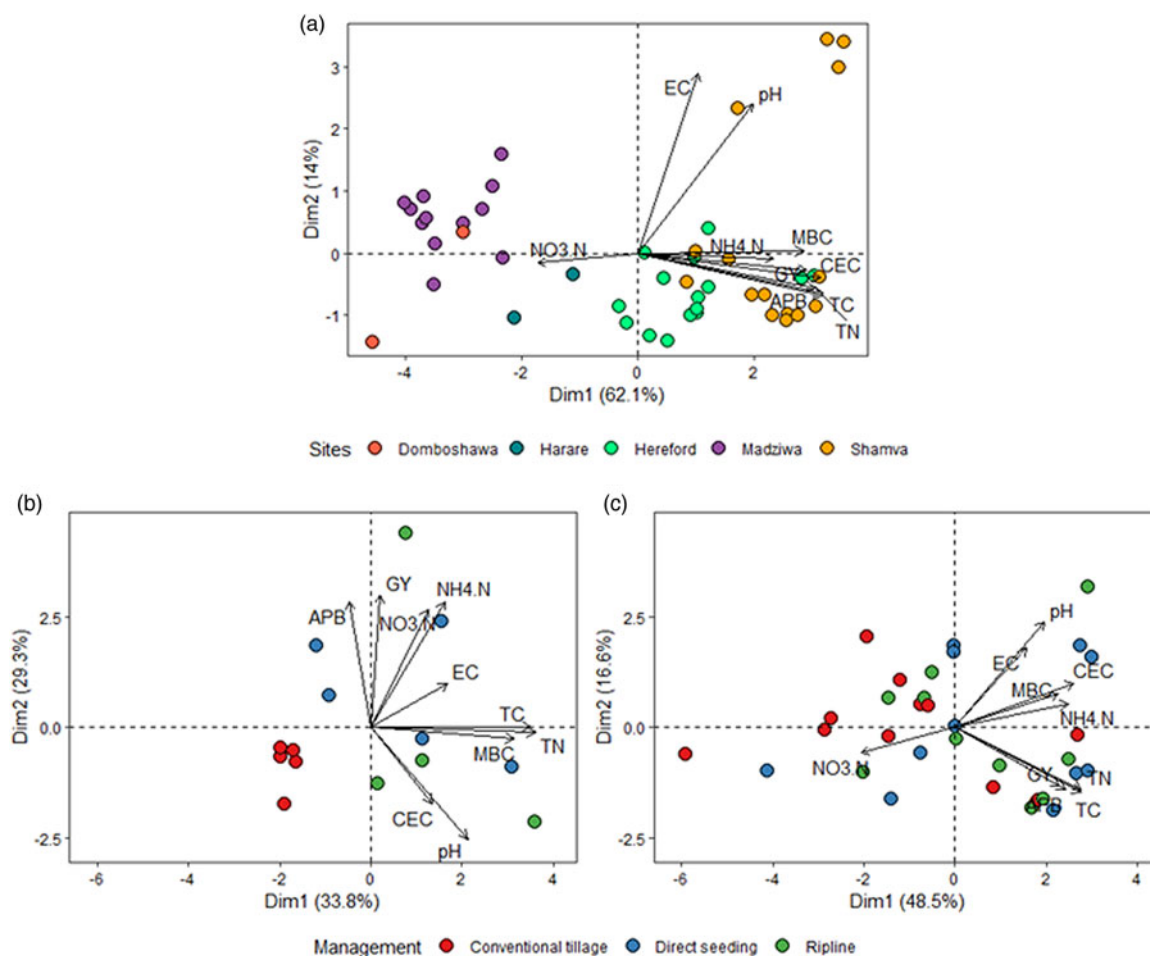 (a)
3
2
1
0
-1
Dim2 (14%)
EC
pH
NO3.N
NH4.N
MBC
GY
CEC
APB
TC
TN
-4
-2
0
2
Dim1 (62.1%)
Sites Domboshawa Harare Hereford Madziwa Shamva
(b)
2.5
0.0
-2.5
Dim2 (29.3%)
APB
GY
NH4.N
NO3.N
EC
TC
TN
MBC
CEC
pH
-6
-4
-2
0
2
4
Dim1 (33.8%)
(c)
2.5
0.0
-2.5
Dim2 (16.6%)
pH
EC
CEC
MBC
NH4.N
NO3.N
GY
TN
TC
-6
-4
-2
0
2
4
Dim1 (48.5%)
Management Conventional tillage Direct seeding Ripline